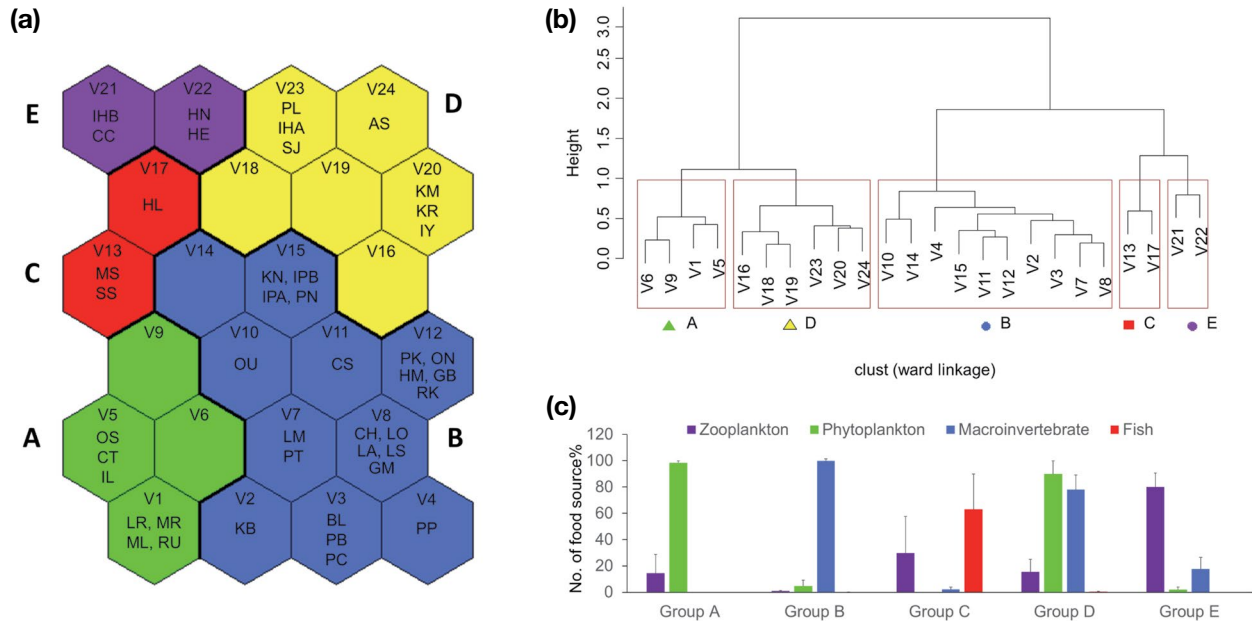 (a)
E
D
C
A
B
V21
IHB
CC
V22
HN
HE
V23
PL
IHA
SJ
V24
AS
V17
HL
V18
V19
V20
KM
KR
IY
V13
MS
SS
V14
V15
KN, IPB
IPA, PN
V16
V9
V10
OU
V11
CS
V12
PK, ON
HM, GB
RK
V5
OS
CT
IL
V6
V7
LM
PT
V8
CH, LO
LA, LS
GM
V1
LR, MR
ML, RU
V2
KB
V3
BL
PB
PC
V4
PP
(b)
Height
3.0
2.5
2.0
1.5
1.0
0.5
0.0
V6
V9
V1
V5
V16
V18
V19
V23
V20
V24
V10
V14
V4
V15
V11
V12
V2
V3
V7
V8
V13
V17
V21
V22
A
D
B
C
E
clust (ward linkage)
(c)
Zooplankton Phytoplankton Macroinvertebrate Fish
No. of food source%
120
100
80
60
40
20
0
Group A Group B Group C Group D Group E